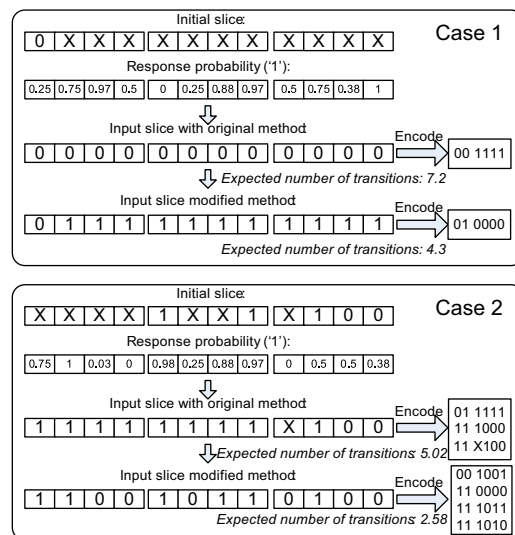 Initial slice:
Case 1
0 X X X X X X X X X X X
Response probability ('1'):
0.25 0.75 0.97 0.5 0 0.25 0.88 0.97 0.5 0.75 0.38 1
Input slice with original method:
Encode
0 0 0 0 0 0 0 0 0 0 0 0
00 1111
Expected number of transitions: 7.2
Input slice modified method:
Encode
0 1 1 1 1 1 1 1 1 1 1 1
01 0000
Expected number of transitions: 4.3
Initial slice:
Case 2
X X X X 1 X X 1 X 1 0 0
Response probability ('1'):
0.75 1 0.03 0 0.98 0.25 0.88 0.97 0 0.5 0.5 0.38
Input slice with original method:
Encode
1 1 1 1 1 1 1 1 X 1 0 0
01 1111
11 1000
11 X100
Expected number of transitions: 5.02
Input slice modified method:
Encode
1 1 0 0 1 0 1 1 0 1 0 0
00 1001
11 0000
11 1011
11 1010
Expected number of transitions: 2.58